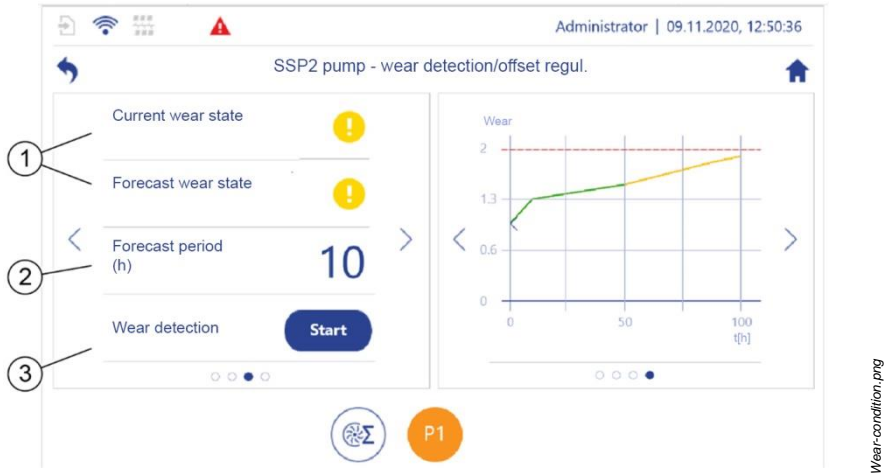 Administrator | 09.11.2020, 12:50:36
SSP2 pump - wear detection/offset regul.
1
Current wear state
!
Forecast wear state
!
2
Forecast period
(h)
10
3
Wear detection
Start
Wear
2
1.3
0.6
0
0
50
100
t[h]
Σ
P1
Wear-condition.png